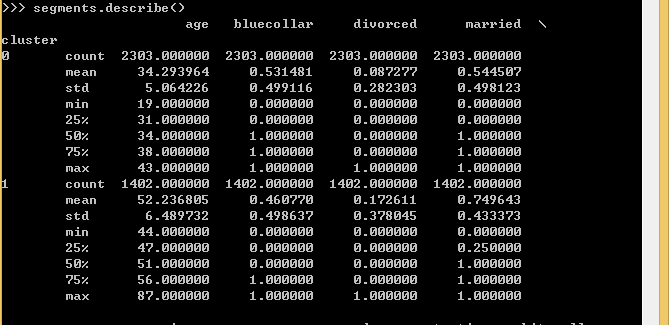 >>> segments.describe()
age bluecollar divorced married \
cluster
0 count 2303.000000 2303.000000 2303.000000 2303.000000
mean 34.293964 0.531481 0.087277 0.544507
std 5.064226 0.499116 0.282303 0.498123
min 19.000000 0.000000 0.000000 0.000000
25% 31.000000 0.000000 0.000000 0.000000
50% 34.000000 1.000000 0.000000 1.000000
75% 38.000000 1.000000 0.000000 1.000000
max 43.000000 1.000000 1.000000 1.000000
1 count 1402.000000 1402.000000 1402.000000 1402.000000
mean 52.236805 0.460770 0.172611 0.749643
std 6.489732 0.498637 0.378045 0.433373
min 44.000000 0.000000 0.000000 0.000000
25% 47.000000 0.000000 0.000000 0.250000
50% 51.000000 0.000000 0.000000 1.000000
75% 56.000000 1.000000 0.000000 1.000000
max 87.000000 1.000000 1.000000 1.000000